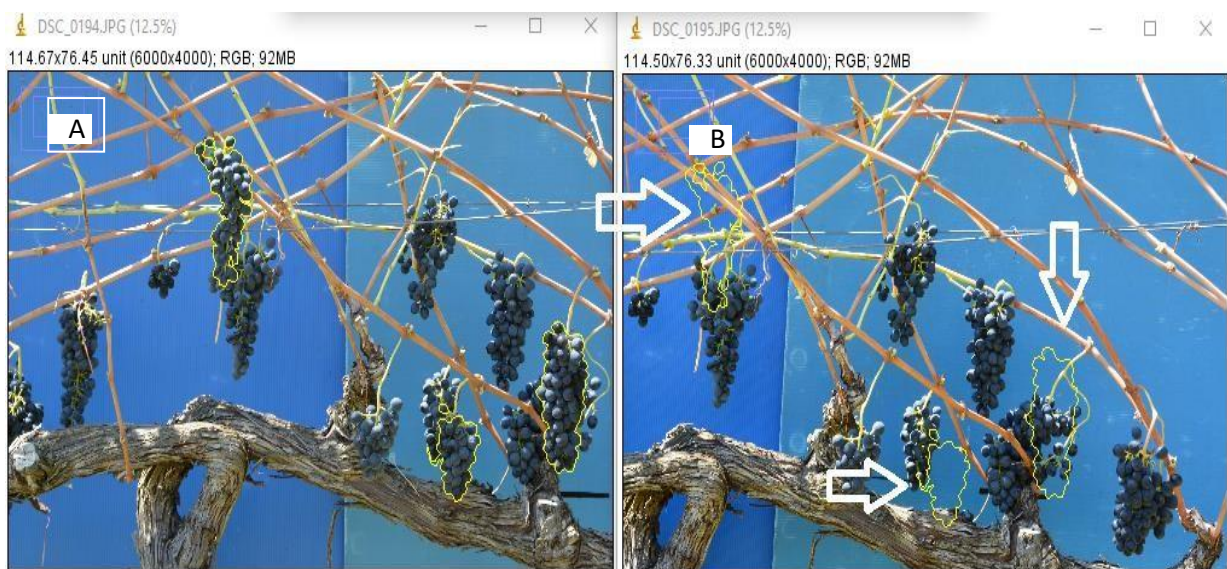 DSC_0194.JPG (12.5%)
114.67x76.45 unit (6000x4000); RGB; 92MB
A
DSC_0195.JPG (12.5%)
114.50x76.33 unit (6000x4000); RGB; 92MB
B